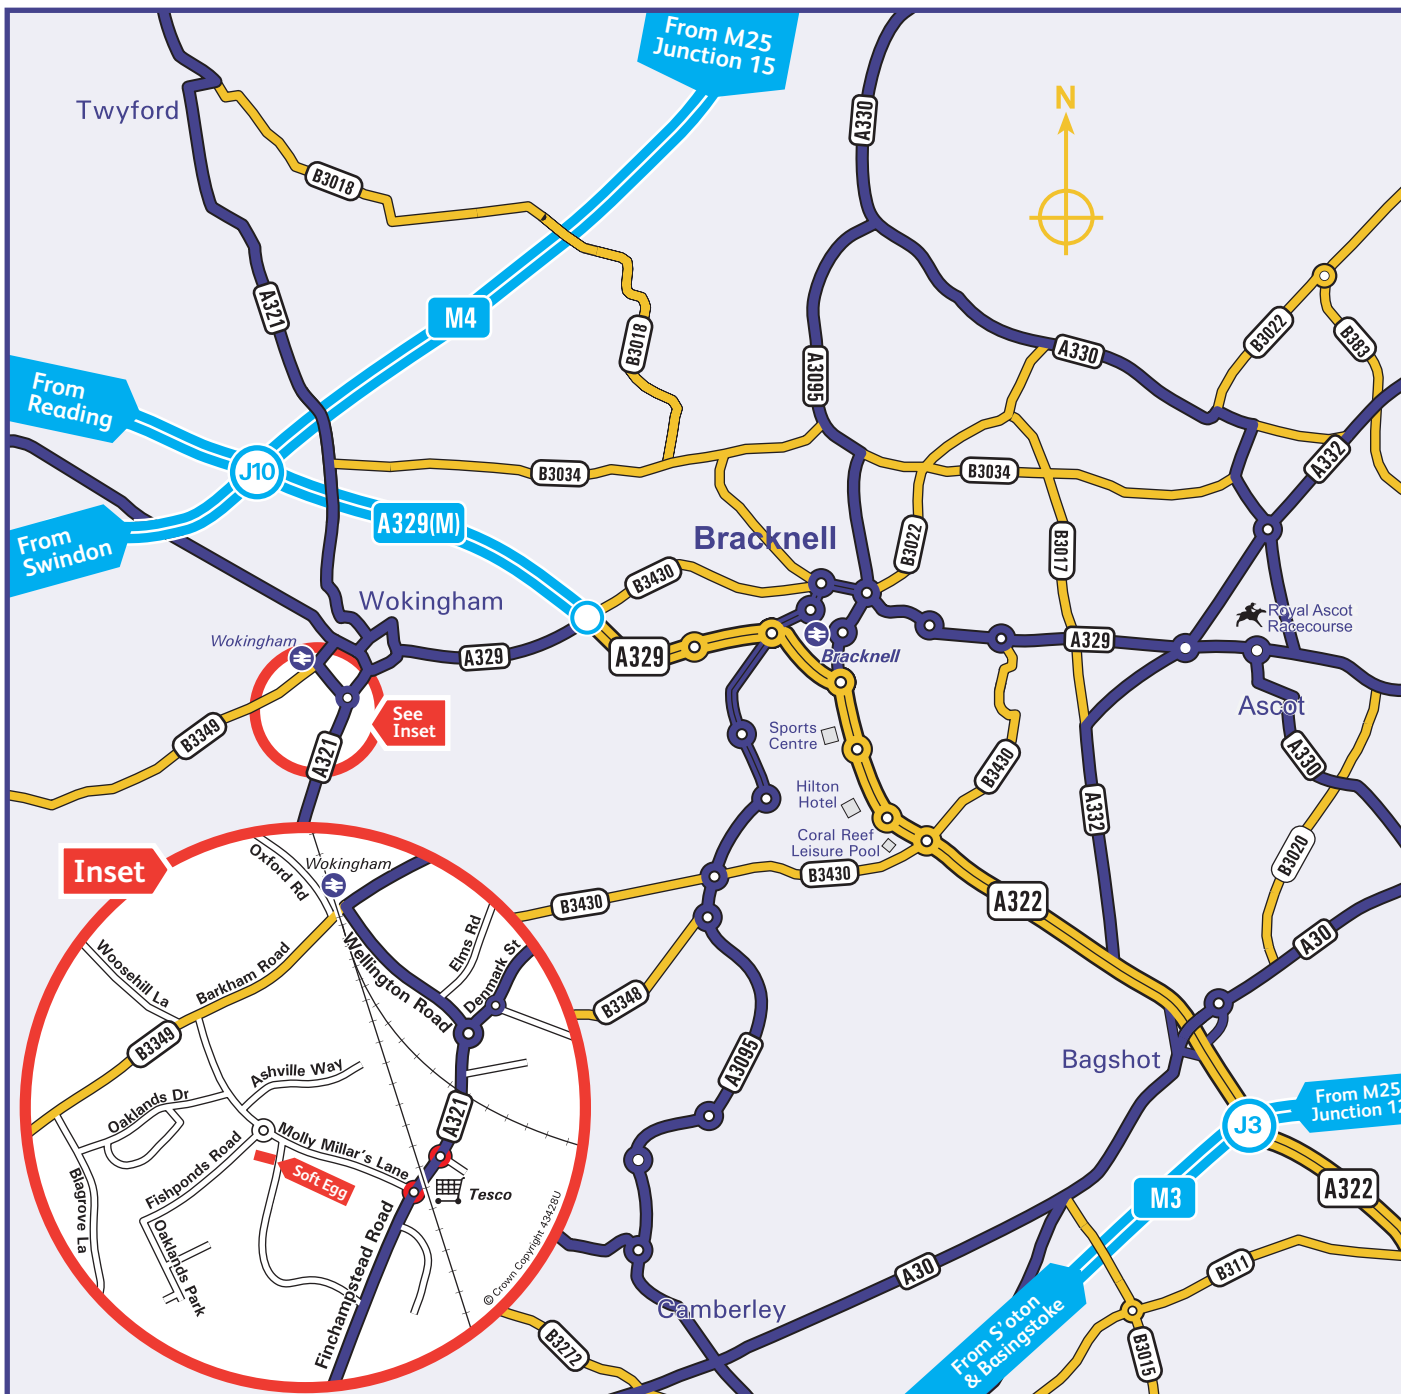 From M25
Junction 15
N
Twyford
A330
B3018
A321
M4
B3018
A3095
A330
B3022
B383
From
Reading
J10
B3034
B3034
A332
A329(M)
From
Swindon
Bracknell
B3022
B3017
B3430
Wokingham
Wokingham
A329
A329
Bracknell
A329
Royal Ascot
Racecourse
Ascot
See
Inset
B3349
A321
Sports
Centre
B3430
A330
Hilton
Hotel
A332
Coral Reef
Leisure Pool
B3430
B3020
B3430
A322
A30
B3348
A3095
Bagshot
From M25
Junction 12
J3
M3
A322
A30
B311
Camberley
From S'oton
& Basingstoke
B3272
B3015
Inset
Oxford Rd
Wokingham
Woosehill La
Barkham Road
Wellington Road
Elms Rd
Denmark St
B3349
Ashville Way
Oaklands Dr
A321
Molly Millar's Lane
Fishponds Road
Soft Egg
Blagrove La
Oaklands Park
Tesco
Finchampstead Road
© Crown Copyright 43428U